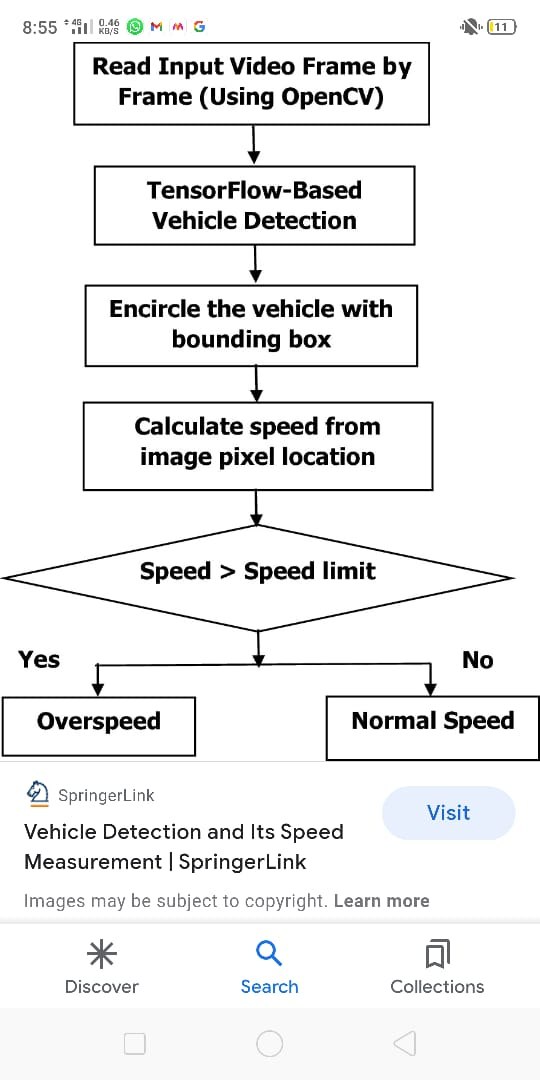 8:55 4G 0.46 KB/S M M G 11
Read Input Video Frame by
Frame (Using OpenCV)
TensorFlow-Based
Vehicle Detection
Encircle the vehicle with
bounding box
Calculate speed from
image pixel location
Speed > Speed limit
Yes
No
Overspeed
Normal Speed
SpringerLink
Visit
Vehicle Detection and Its Speed
Measurement | SpringerLink
Images may be subject to copyright. Learn more
Discover
Search
Collections